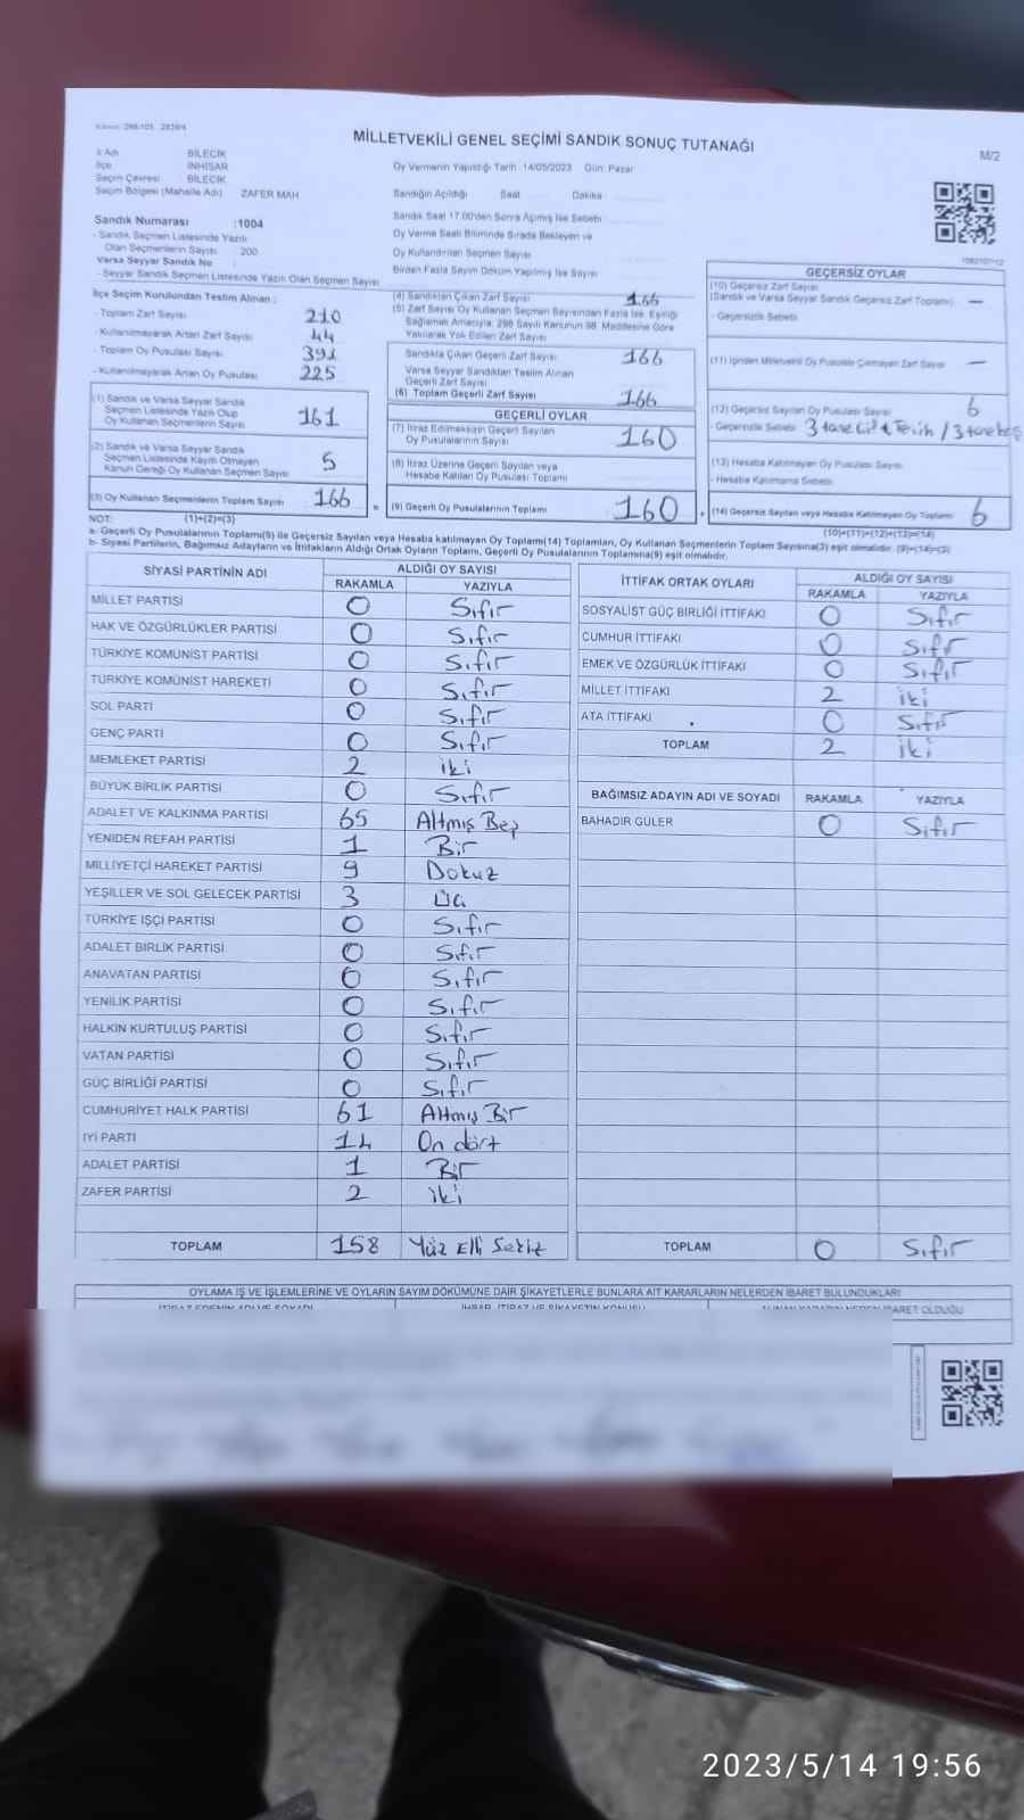 MİLLETVEKİLİ GENEL SEÇİMİ SANDIK SONUÇ TUTANAĞI
M/2
İl Adı BİLECİK
İlçe İNHİSAR
Seçim Çevresi BİLECİK
Seçim Bölgesi (Mahalle Adı) ZAFER MAH
Oy Vermenin Yapıldığı Tarih : 14/05/2023 Gün: Pazar
Sandığın Açıldığı Saat Dakika
Sandık Saat 17.00'den Sonra Açılmış İse Sebebi
Oy Verme Saati Bitiminde Sırada Bekleyen ve
Oy Kullandırılan Seçmen Sayısı
Birden Fazla Sayım Döküm Yapılmış İse Sayısı
Sandık Numarası :1004
- Sandık Seçmen Listesinde Yazılı
Olan Seçmenlerin Sayısı 200
Varsa Seyyar Sandık No
- Seyyar Sandık Seçmen Listesinde Yazılı Olan Seçmen Sayısı
İlçe Seçim Kurulundan Teslim Alınan :
- Toplam Zarf Sayısı 210
- Kullanılmayarak Artan Zarf Sayısı 44
- Toplam Oy Pusulası Sayısı 391
- Kullanılmayarak Artan Oy Pusulası 225
(1) Sandık ve Varsa Seyyar Sandık
Seçmen Listesinde Yazılı Olup
Oy Kullanan Seçmenlerin Sayısı 161
(2) Sandık ve Varsa Seyyar Sandık
Seçmen Listesinde Kayıtlı Olmayan
Kanun Gereği Oy Kullanan Seçmen Sayısı 5
(3) Oy Kullanan Seçmenlerin Toplam Sayısı 166
(1)+(2)=(3)
(4) Sandıktan Çıkan Zarf Sayısı 166
(5) Zarf Sayısı Oy Kullanan Seçmen Sayısından Fazla İse, Eşitliği
Sağlamak Amacıyla; 298 Sayılı Kanunun 98. Maddesine Göre
Yakılarak Yok Edilen Zarf Sayısı
Sandıkta Çıkan Geçerli Zarf Sayısı 166
Varsa Seyyar Sandıktan Teslim Alınan
Geçerli Zarf Sayısı
(6) Toplam Geçerli Zarf Sayısı 166
GEÇERLİ OYLAR
(7) İtiraz Edilmeksizin Geçerli Sayılan
Oy Pusulalarının Sayısı 160
(8) İtiraz Üzerine Geçerli Sayılan veya
Hesaba Katılan Oy Pusulası Toplamı
(9) Geçerli Oy Pusulalarının Toplamı 160
GEÇERSİZ OYLAR
(10) Geçersiz Zarf Sayısı
(Sandık ve Varsa Seyyar Sandık Geçersiz Zarf Toplamı) —
- Geçersizlik Sebebi
(11) İçinden Milletvekili Oy Pusulası Çıkmayan Zarf Sayısı —
(12) Geçersiz Sayılan Oy Pusulası Sayısı 6
- Geçersizlik Sebebi 3 tane / 3 tane
(13) Hesaba Katılmayan Oy Pusulası Sayısı
- Hesaba Katılmama Sebebi
(14) Geçersiz Sayılan veya Hesaba Katılmayan Oy Toplamı 6
(10)+(11)+(12)+(13)=(14)
NOT:
a- Geçerli Oy Pusulalarının Toplamı(9) ile Geçersiz Sayılan veya Hesaba katılmayan Oy Toplamı(14) Toplamları, Oy Kullanan Seçmenlerin Toplam Sayısına(3) eşit olmalıdır. (9)+(14)=(3)
b- Siyasi Partilerin, Bağımsız Adayların ve İttifakların Aldığı Ortak Oyların Toplamı, Geçerli Oy Pusulalarının Toplamına(9) eşit olmalıdır.
SİYASİ PARTİNİN ADI ALDIĞI OY SAYISI
RAKAMLA YAZIYLA
MİLLET PARTİSİ 0 Sıfır
HAK VE ÖZGÜRLÜKLER PARTİSİ 0 Sıfır
TÜRKİYE KOMÜNİST PARTİSİ 0 Sıfır
TÜRKİYE KOMÜNİST HAREKETİ 0 Sıfır
SOL PARTİ 0 Sıfır
GENÇ PARTİ 0 Sıfır
MEMLEKET PARTİSİ 2 iki
BÜYÜK BİRLİK PARTİSİ 0 Sıfır
ADALET VE KALKINMA PARTİSİ 65 Altmış Beş
YENİDEN REFAH PARTİSİ 1 Bir
MİLLİYETÇİ HAREKET PARTİSİ 9 Dokuz
YEŞİLLER VE SOL GELECEK PARTİSİ 3 Üç
TÜRKİYE İŞÇİ PARTİSİ 0 Sıfır
ADALET BİRLİK PARTİSİ 0 Sıfır
ANAVATAN PARTİSİ 0 Sıfır
YENİLİK PARTİSİ 0 Sıfır
HALKIN KURTULUŞ PARTİSİ 0 Sıfır
VATAN PARTİSİ 0 Sıfır
GÜÇ BİRLİĞİ PARTİSİ 0 Sıfır
CUMHURİYET HALK PARTİSİ 61 Altmış Bir
İYİ PARTİ 14 On dört
ADALET PARTİSİ 1 Bir
ZAFER PARTİSİ 2 iki
TOPLAM 158 Yüz Elli Sekiz
İTTİFAK ORTAK OYLARI ALDIĞI OY SAYISI
RAKAMLA YAZIYLA
SOSYALİST GÜÇ BİRLİĞİ İTTİFAKI 0 Sıfır
CUMHUR İTTİFAKI 0 Sıfır
EMEK VE ÖZGÜRLÜK İTTİFAKI 0 Sıfır
MİLLET İTTİFAKI 2 iki
ATA İTTİFAKI 0 Sıfır
TOPLAM 2 iki
BAĞIMSIZ ADAYIN ADI VE SOYADI RAKAMLA YAZIYLA
BAHADIR GÜLER 0 Sıfır
TOPLAM 0 Sıfır
OYLAMA İŞ VE İŞLEMLERİNE VE OYLARIN SAYIM DÖKÜMÜNE DAİR ŞİKAYETLERLE BUNLARA AİT KARARLARIN NELERDEN İBARET BULUNDUKLARI
2023/5/14 19:56